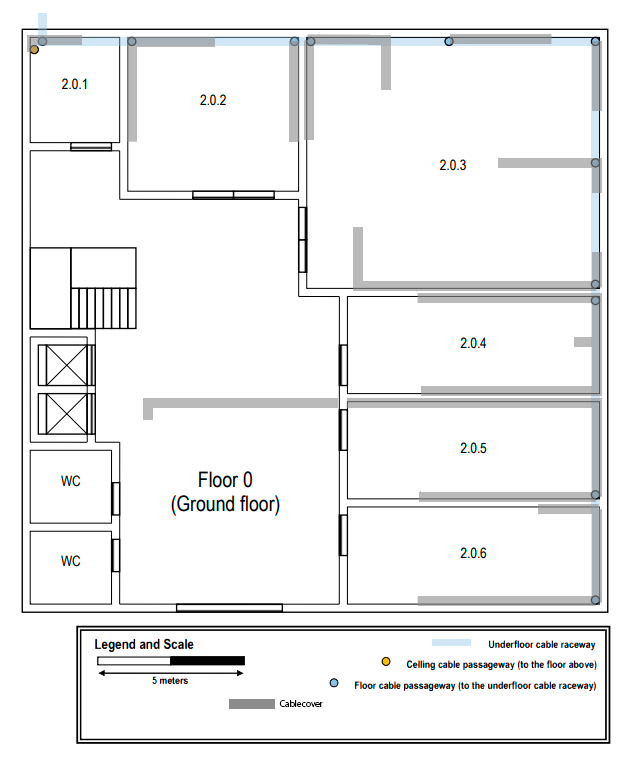 2.0.1
2.0.2
2.0.3
2.0.4
2.0.5
2.0.6
WC
WC
Floor 0
(Ground floor)
Legend and Scale
5 meters
Underfloor cable raceway
Celling cable passageway (to the floor above)
Floor cable passageway (to the underfloor cable raceway)
Cablecover